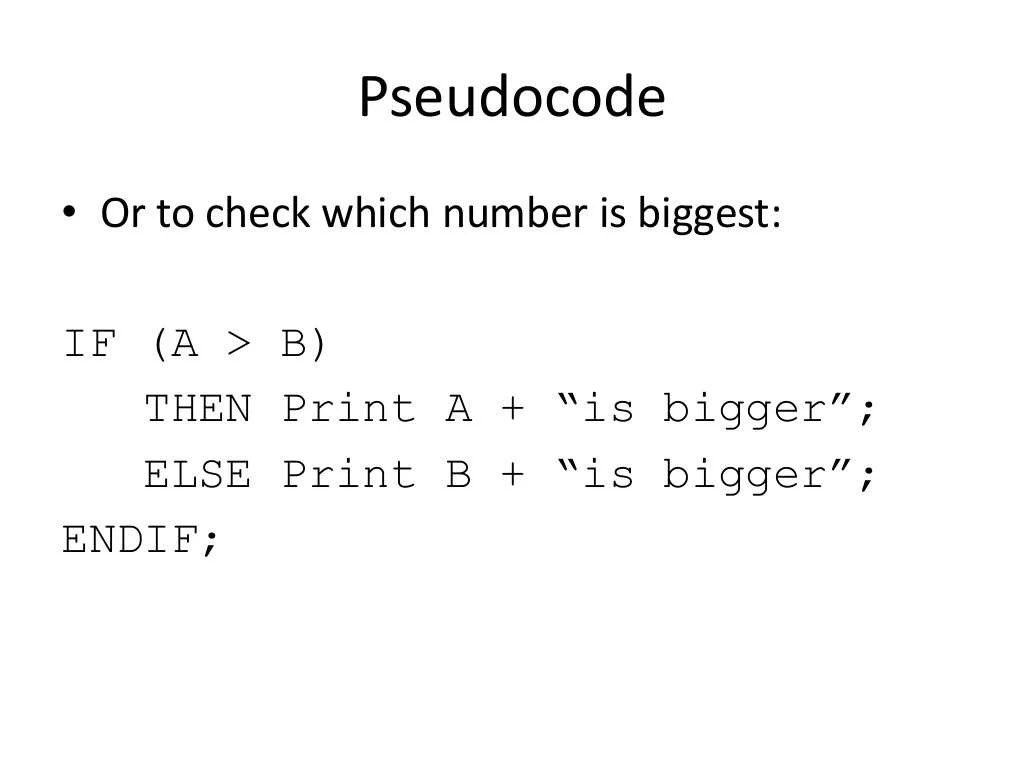 Pseudocode
• Or to check which number is biggest:
IF (A > B)
THEN Print A + “is bigger”;
ELSE Print B + “is bigger”;
ENDIF;